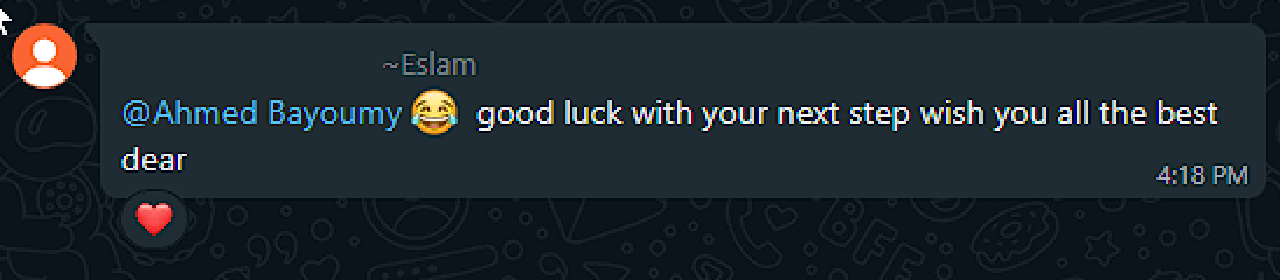 ~Eslam
@Ahmed Bayoumy 😂 good luck with your next step wish you all the best
dear
4:18 PM